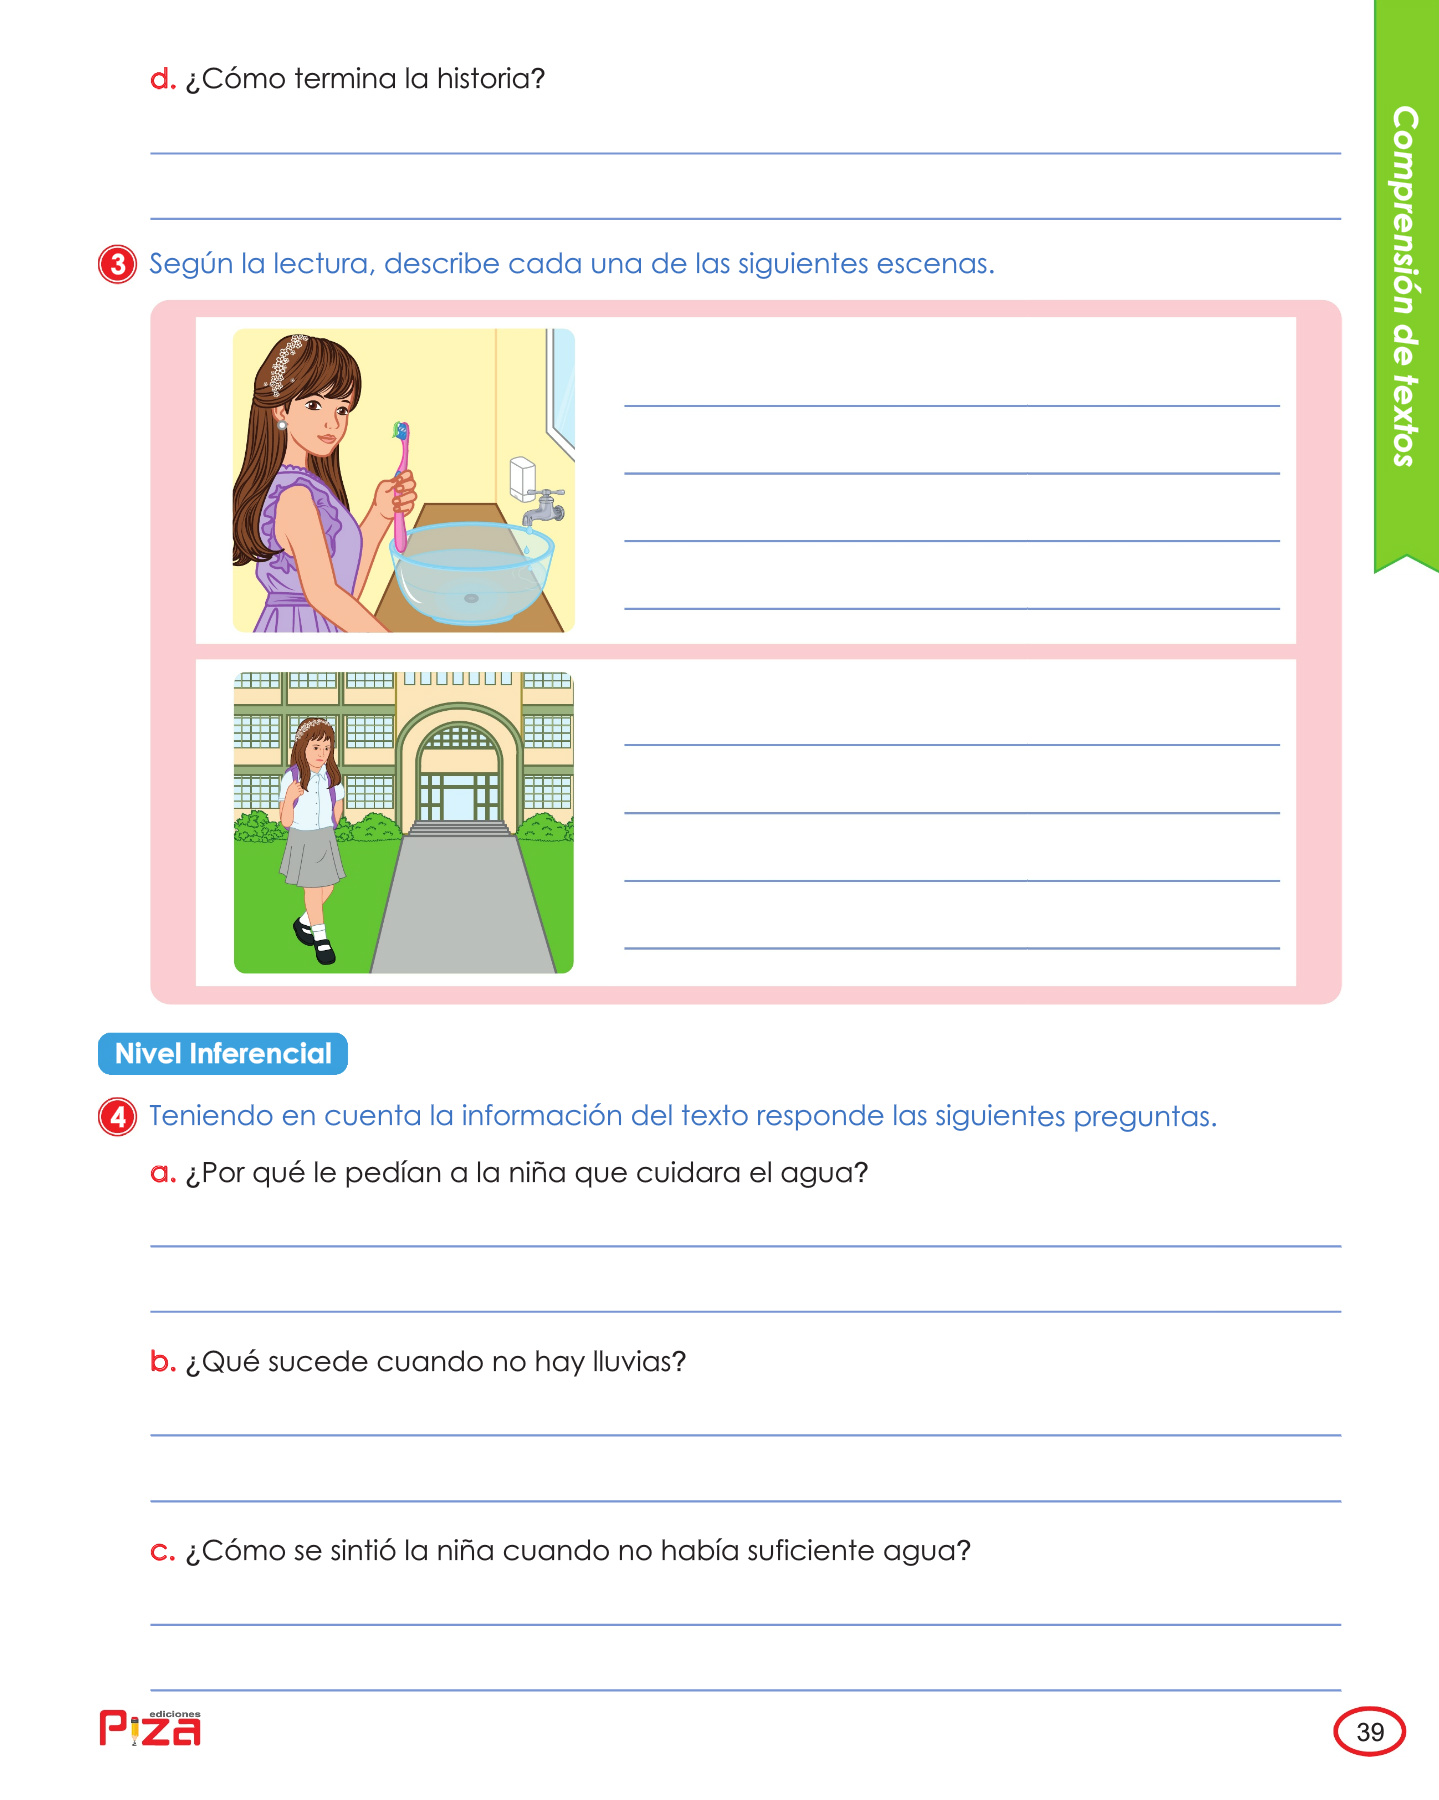 d. ¿Cómo termina la historia?
Comprensión de textos
3 Según la lectura, describe cada una de las siguientes escenas.
Nivel Inferencial
4 Teniendo en cuenta la información del texto responde las siguientes preguntas.
a. ¿Por qué le pedían a la niña que cuidara el agua?
b. ¿Qué sucede cuando no hay lluvias?
c. ¿Cómo se sintió la niña cuando no había suficiente agua?
ediciones
Piza
39